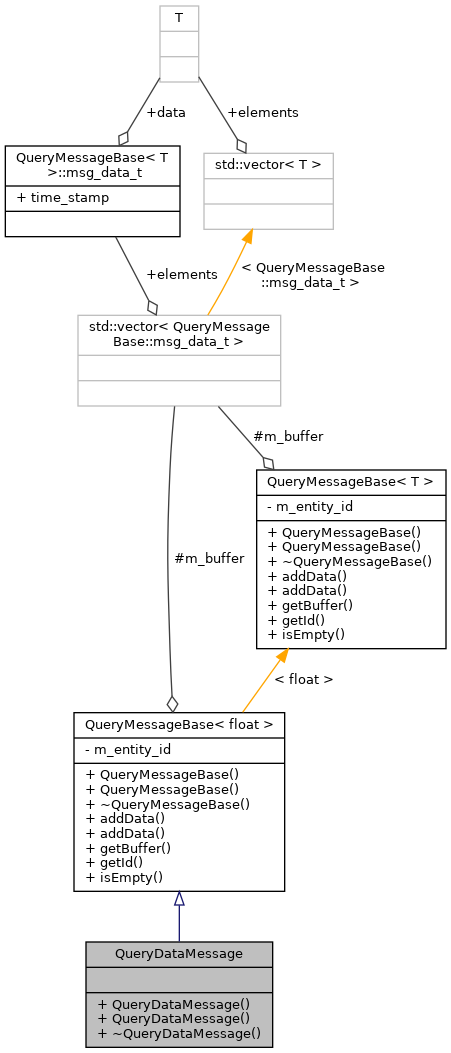 T
+data
+elements
QueryMessageBase< T
>::msg_data_t
+ time_stamp
std::vector< T >
+elements
< QueryMessageBase
::msg_data_t >
std::vector< QueryMessage
Base::msg_data_t >
#m_buffer
#m_buffer
QueryMessageBase< T >
- m_entity_id
+ QueryMessageBase()
+ QueryMessageBase()
+ ~QueryMessageBase()
+ addData()
+ addData()
+ getBuffer()
+ getId()
+ isEmpty()
< float >
QueryMessageBase< float >
- m_entity_id
+ QueryMessageBase()
+ QueryMessageBase()
+ ~QueryMessageBase()
+ addData()
+ addData()
+ getBuffer()
+ getId()
+ isEmpty()
QueryDataMessage
+ QueryDataMessage()
+ QueryDataMessage()
+ ~QueryDataMessage()